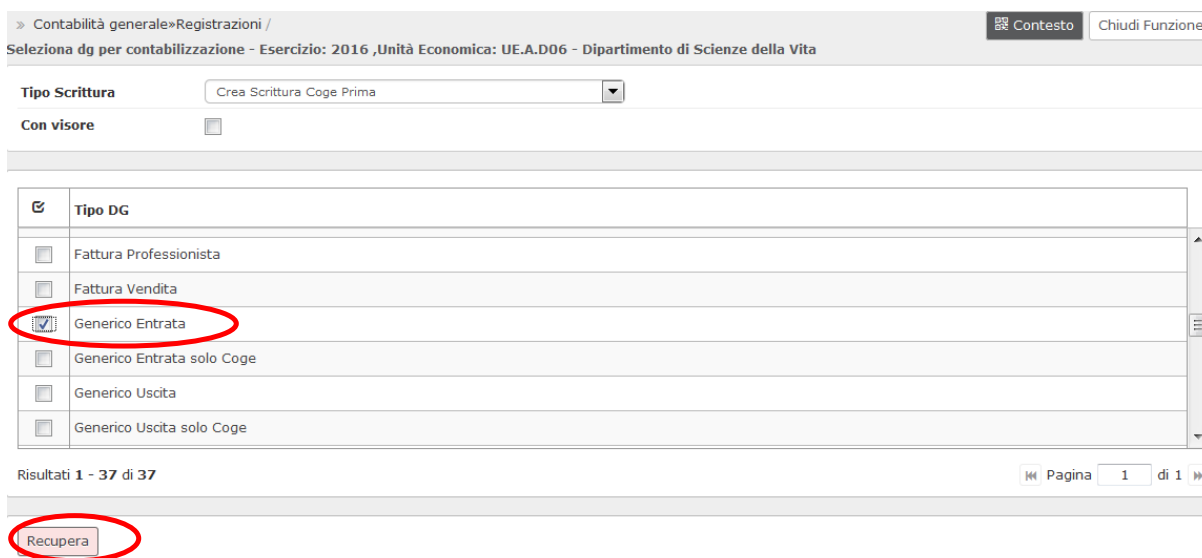 » Contabilità generale»Registrazioni /
Contesto
Chiudi Funzione
Seleziona dg per contabilizzazione - Esercizio: 2016 ,Unità Economica: UE.A.D06 - Dipartimento di Scienze della Vita
Tipo Scrittura
Crea Scrittura Coge Prima
Con visore
Tipo DG
Fattura Professionista
Fattura Vendita
Generico Entrata
Generico Entrata solo Coge
Generico Uscita
Generico Uscita solo Coge
Risultati 1 - 37 di 37
Pagina 1 di 1
Recupera